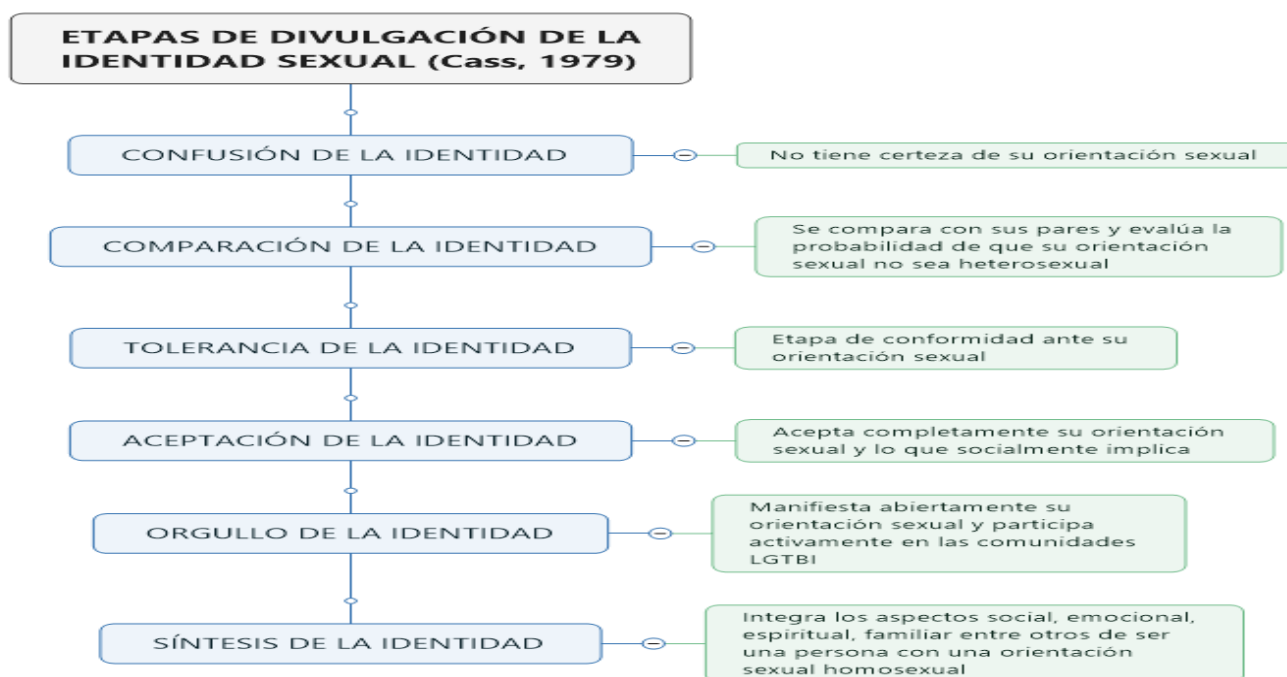 ETAPAS DE DIVULGACIÓN DE LA
IDENTIDAD SEXUAL (Cass, 1979)
CONFUSIÓN DE LA IDENTIDAD
No tiene certeza de su orientación sexual
COMPARACIÓN DE LA IDENTIDAD
Se compara con sus pares y evalúa la
probabilidad de que su orientación
sexual no sea heterosexual
TOLERANCIA DE LA IDENTIDAD
Etapa de conformidad ante su
orientación sexual
ACEPTACIÓN DE LA IDENTIDAD
Acepta completamente su orientación
sexual y lo que socialmente implica
ORGULLO DE LA IDENTIDAD
Manifiesta abiertamente su
orientación sexual y participa
activamente en las comunidades
LGTBI
SÍNTESIS DE LA IDENTIDAD
Integra los aspectos social, emocional,
espiritual, familiar entre otros de ser
una persona con una orientación
sexual homosexual